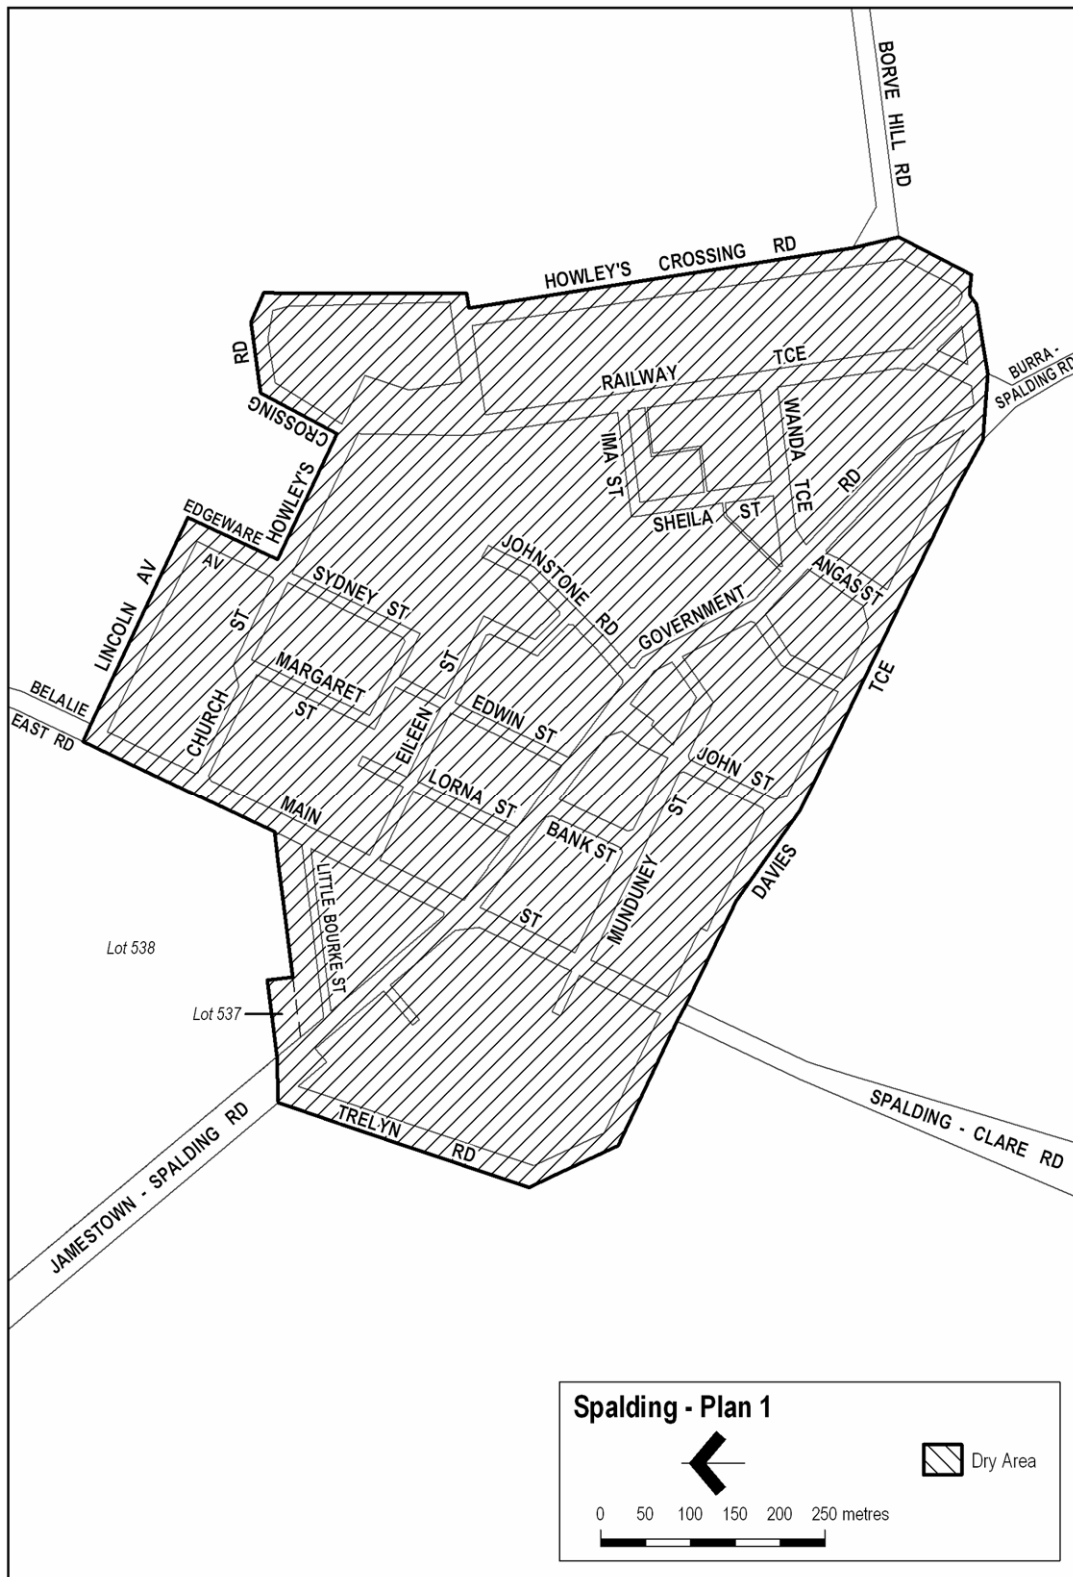 BORVE HILL RD
HOWLEY'S CROSSING RD
RD
CROSSING
HOWLEY'S
BURRA -
SPALDING RD
RAILWAY TCE
IMA ST
WANDA TCE
SHEILA ST
RD
EDGEWARE
AV
LINCOLN AV
JOHNSTONE RD
SYDNEY ST
GOVERNMENT
ANGAS ST
ST
MARGARET
ST
CHURCH
EILEEN
ST
EDWIN ST
TCE
BELALIE
EAST RD
JOHN ST
LORNA ST
MAIN
BANK ST
ST
MUNDUNEY
DAVIES
LITTLE BOURKE ST
ST
Lot 538
Lot 537
TRELYN RD
JAMESTOWN - SPALDING RD
SPALDING - CLARE RD
Spalding - Plan 1
Dry Area
0 50 100 150 200 250 metres